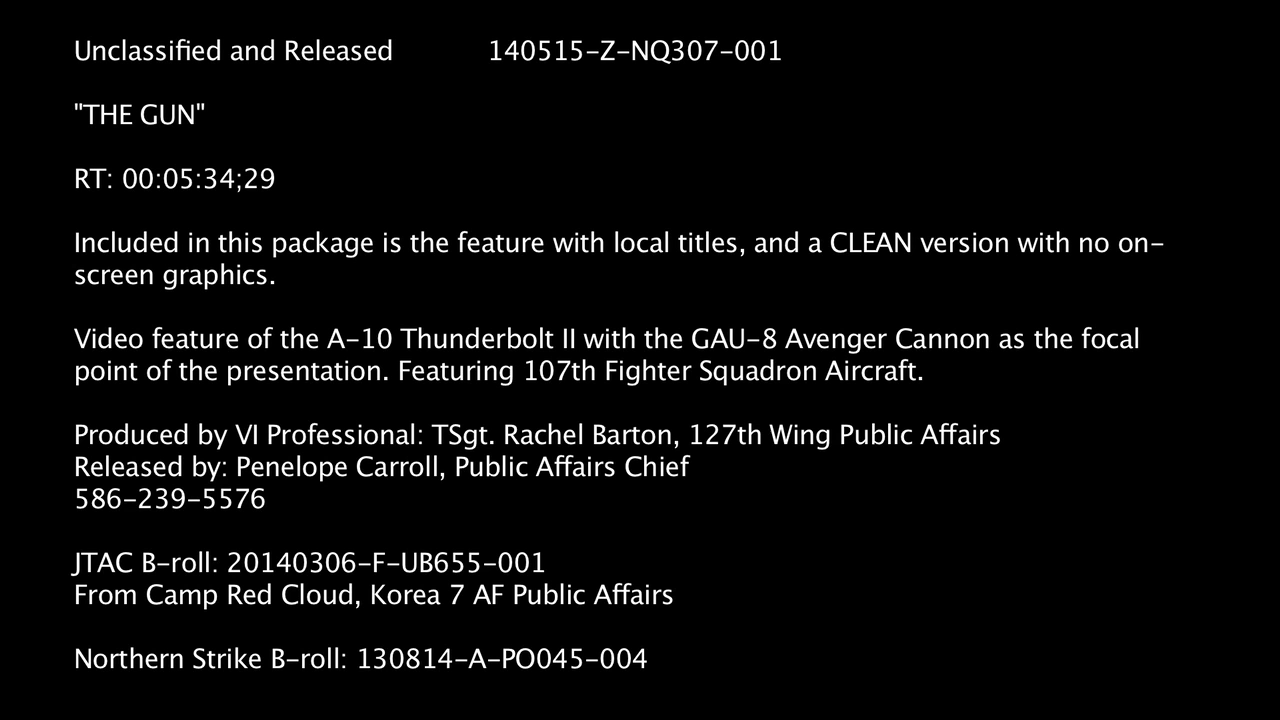 Unclassified and Released 140515-Z-NQ307-001
"THE GUN"
RT: 00:05:34;29
Included in this package is the feature with local titles, and a CLEAN version with no on-
screen graphics.
Video feature of the A-10 Thunderbolt II with the GAU-8 Avenger Cannon as the focal
point of the presentation. Featuring 107th Fighter Squadron Aircraft.
Produced by VI Professional: TSgt. Rachel Barton, 127th Wing Public Affairs
Released by: Penelope Carroll, Public Affairs Chief
586-239-5576
JTAC B-roll: 20140306-F-UB655-001
From Camp Red Cloud, Korea 7 AF Public Affairs
Northern Strike B-roll: 130814-A-PO045-004